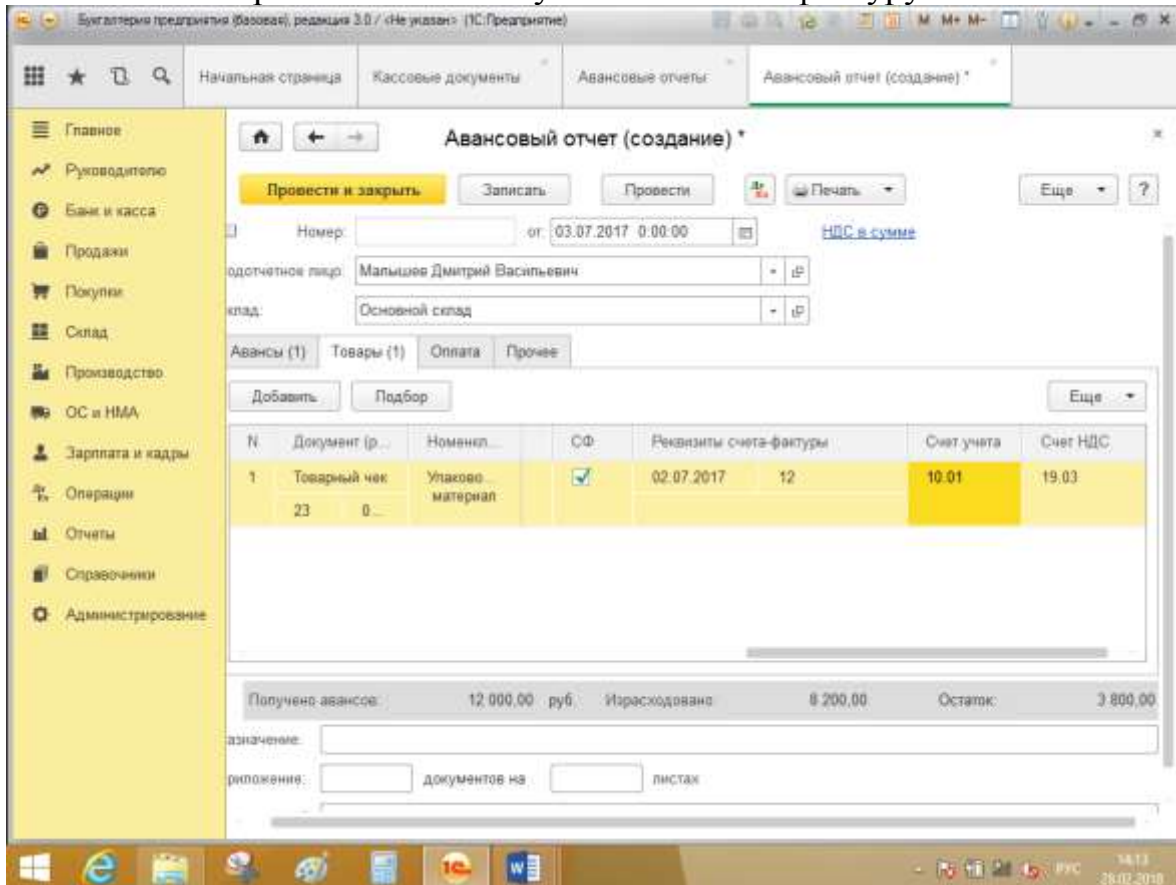 Бухгалтерия предприятия (базовая), редакция 3.0 / <Не указан> (1С:Предприятие)
M M+ M-
Начальная страница Кассовые документы Авансовые отчеты Авансовый отчет (создание) *
Главное
Руководителю
Банк и касса
Продажи
Покупки
Склад
Производство
ОС и НМА
Зарплата и кадры
Операции
Отчеты
Справочники
Администрирование
Авансовый отчет (создание) *
Провести и закрыть Записать Провести Печать Еще ?
Номер: от: 03.07.2017 0:00:00 НДС в сумме
одотчетное лицо: Малышев Дмитрий Васильевич
клад: Основной склад
Авансы (1) Товары (1) Оплата Прочее
Добавить Подбор Еще
N Документ (р... Номенкл... СФ Реквизиты счета-фактуры Счет учета Счет НДС
1 Товарный чек Упаково... 02.07.2017 12 10.01 19.03
23 0... материал
Получено авансов: 12 000,00 руб. Израсходовано: 8 200,00 Остаток: 3 800,00
азначение:
риложение: документов на листах
РУС 14:13
28.02.2018